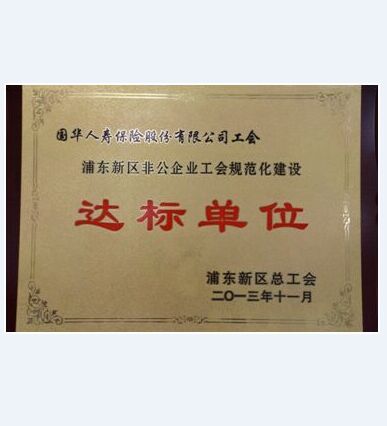 国华人寿保险股份有限公司工会
浦东新区非公企业工会规范化建设
达标单位
浦东新区总工会
二〇一三年十一月